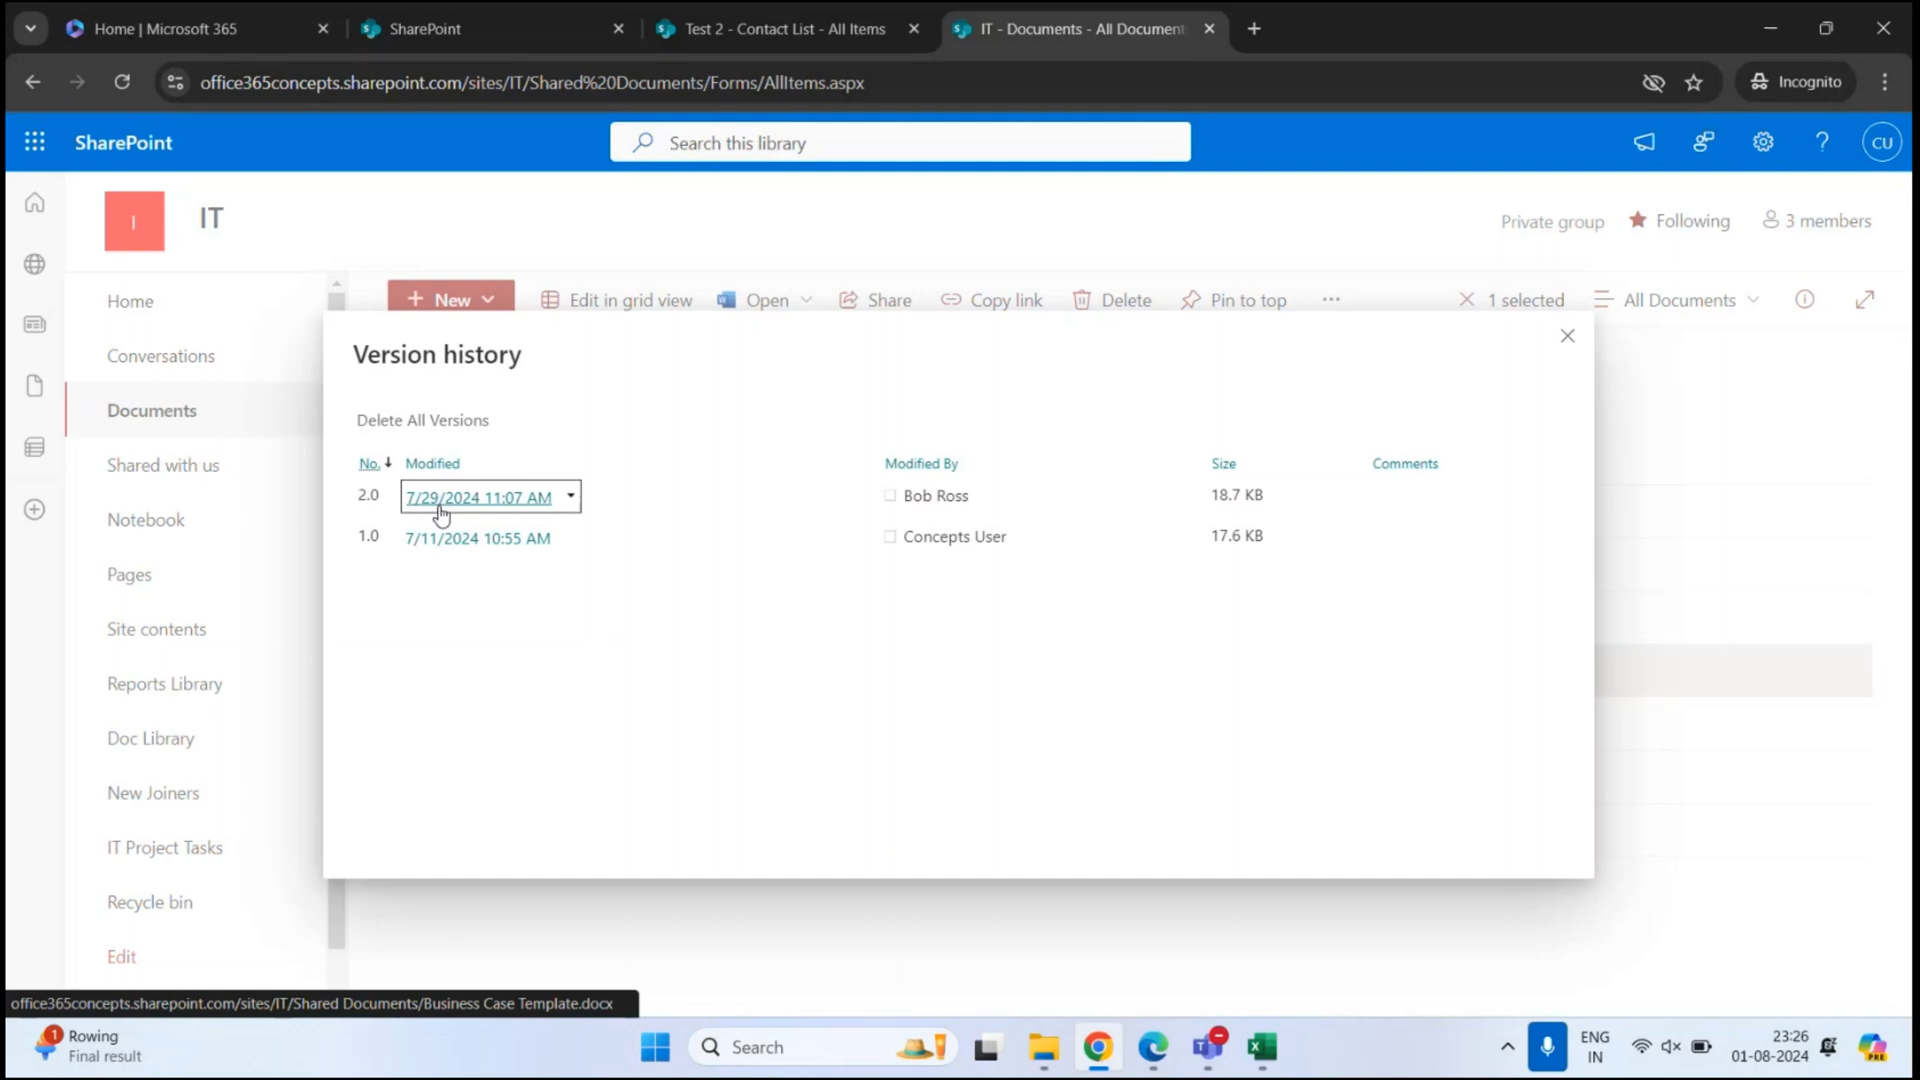 Home | Microsoft 365
SharePoint
Test 2 - Contact List - All Items
IT - Documents - All Document
office365concepts.sharepoint.com/sites/IT/Shared%20Documents/Forms/AllItems.aspx
Incognito
SharePoint
Search this library
CU
I
IT
Private group
Following
3 members
Home
Conversations
Documents
Shared with us
Notebook
Pages
Site contents
Reports Library
Doc Library
New Joiners
IT Project Tasks
Recycle bin
Edit
+ New
Edit in grid view
Open
Share
Copy link
Delete
Pin to top
...
1 selected
All Documents
Version history
Delete All Versions
No. Modified Modified By Size Comments
2.0 7/29/2024 11:07 AM Bob Ross 18.7 KB
1.0 7/11/2024 10:55 AM Concepts User 17.6 KB
office365concepts.sharepoint.com/sites/IT/Shared Documents/Business Case Template.docx
1
Rowing
Final result
Search
PRE
ENG
IN
23:26
01-08-2024